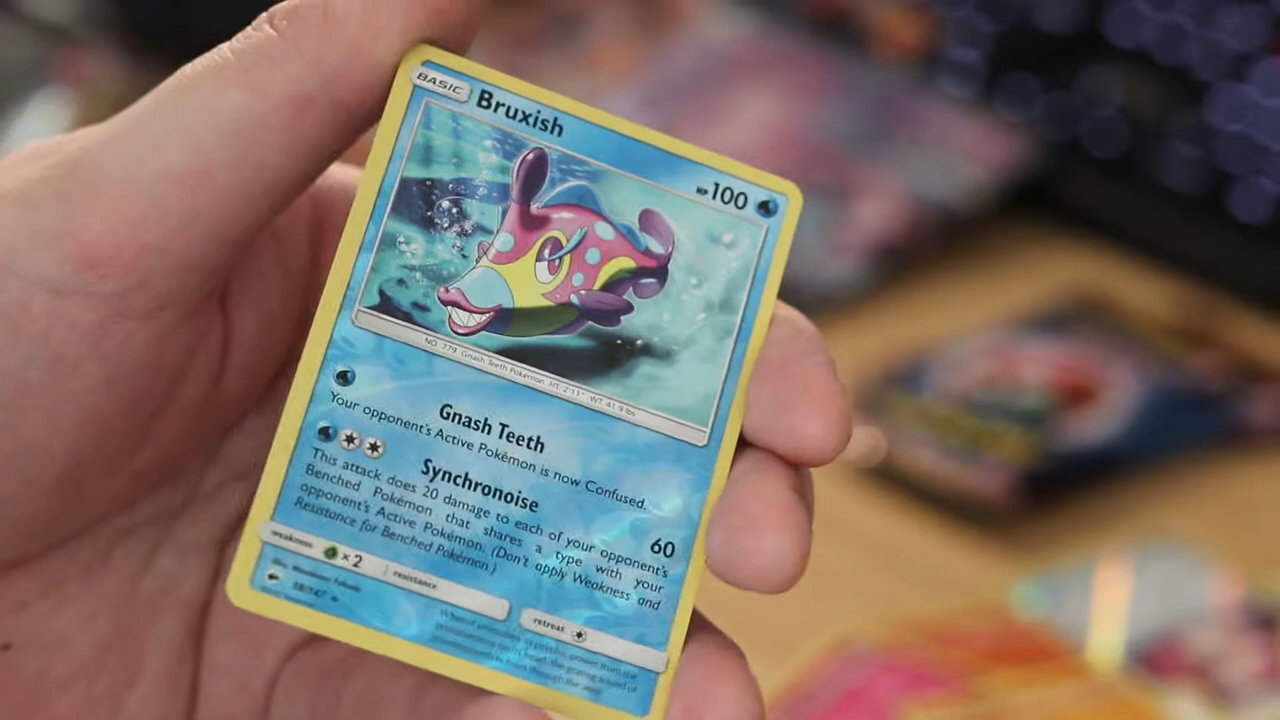 BASIC Bruxish HP 100
NO. 779 Gnash Teeth Pokémon HT: 2'11" WT: 41.9 lbs
Gnash Teeth
Your opponent's Active Pokémon is now Confused.
Synchronoise 60
This attack does 20 damage to each of your opponent's
Benched Pokémon that shares a type with your
opponent's Active Pokémon. (Don't apply Weakness and
Resistance for Benched Pokémon.)
weakness ×2 resistance
retreat
38/147